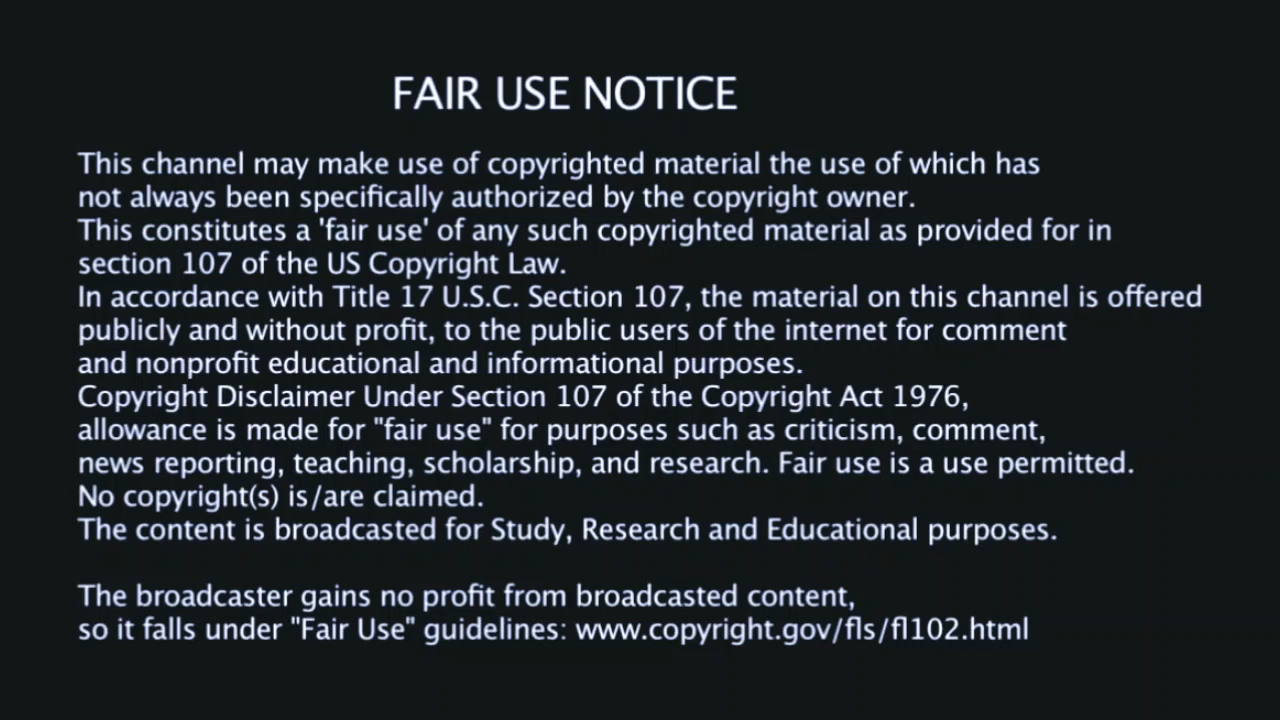 FAIR USE NOTICE
This channel may make use of copyrighted material the use of which has
not always been specifically authorized by the copyright owner.
This constitutes a 'fair use' of any such copyrighted material as provided for in
section 107 of the US Copyright Law.
In accordance with Title 17 U.S.C. Section 107, the material on this channel is offered
publicly and without profit, to the public users of the internet for comment
and nonprofit educational and informational purposes.
Copyright Disclaimer Under Section 107 of the Copyright Act 1976,
allowance is made for "fair use" for purposes such as criticism, comment,
news reporting, teaching, scholarship, and research. Fair use is a use permitted.
No copyright(s) is/are claimed.
The content is broadcasted for Study, Research and Educational purposes.
The broadcaster gains no profit from broadcasted content,
so it falls under "Fair Use" guidelines: www.copyright.gov/fls/fl102.html